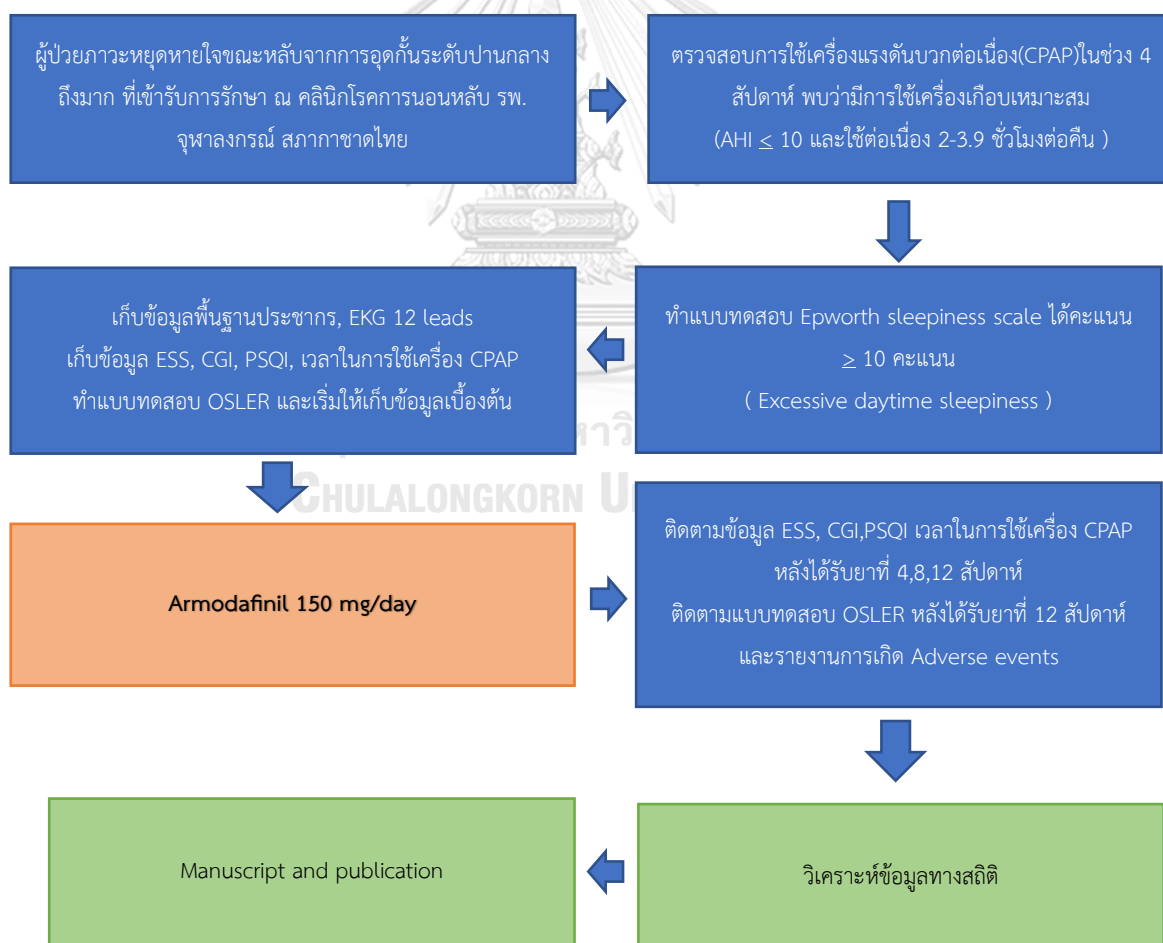 ผู้ป่วยภาวะหยุดหายใจขณะหลับจากการอุดกั้นระดับปานกลาง
ถึงมาก ที่เข้ารับการรักษา ณ คลินิกโรคการนอนหลับ รพ.
จุฬาลงกรณ์ สภากาชาดไทย
ตรวจสอบการใช้เครื่องแรงดันบวกต่อเนื่อง(CPAP)ในช่วง 4
สัปดาห์ พบว่ามีการใช้เครื่องเกือบเหมาะสม
(AHI ≤ 10 และใช้ต่อเนื่อง 2-3.9 ชั่วโมงต่อคืน )
ทำแบบทดสอบ Epworth sleepiness scale ได้คะแนน
≥ 10 คะแนน
( Excessive daytime sleepiness )
เก็บข้อมูลพื้นฐานประชากร, EKG 12 leads
เก็บข้อมูล ESS, CGI, PSQI, เวลาในการใช้เครื่อง CPAP
ทำแบบทดสอบ OSLER และเริ่มให้เก็บข้อมูลเบื้องต้น
CHULALONGKORN U
Armodafinil 150 mg/day
ติดตามข้อมูล ESS, CGI,PSQI เวลาในการใช้เครื่อง CPAP
หลังได้รับยาที่ 4,8,12 สัปดาห์
ติดตามแบบทดสอบ OSLER หลังได้รับยาที่ 12 สัปดาห์
และรายงานการเกิด Adverse events
วิเคราะห์ข้อมูลทางสถิติ
Manuscript and publication